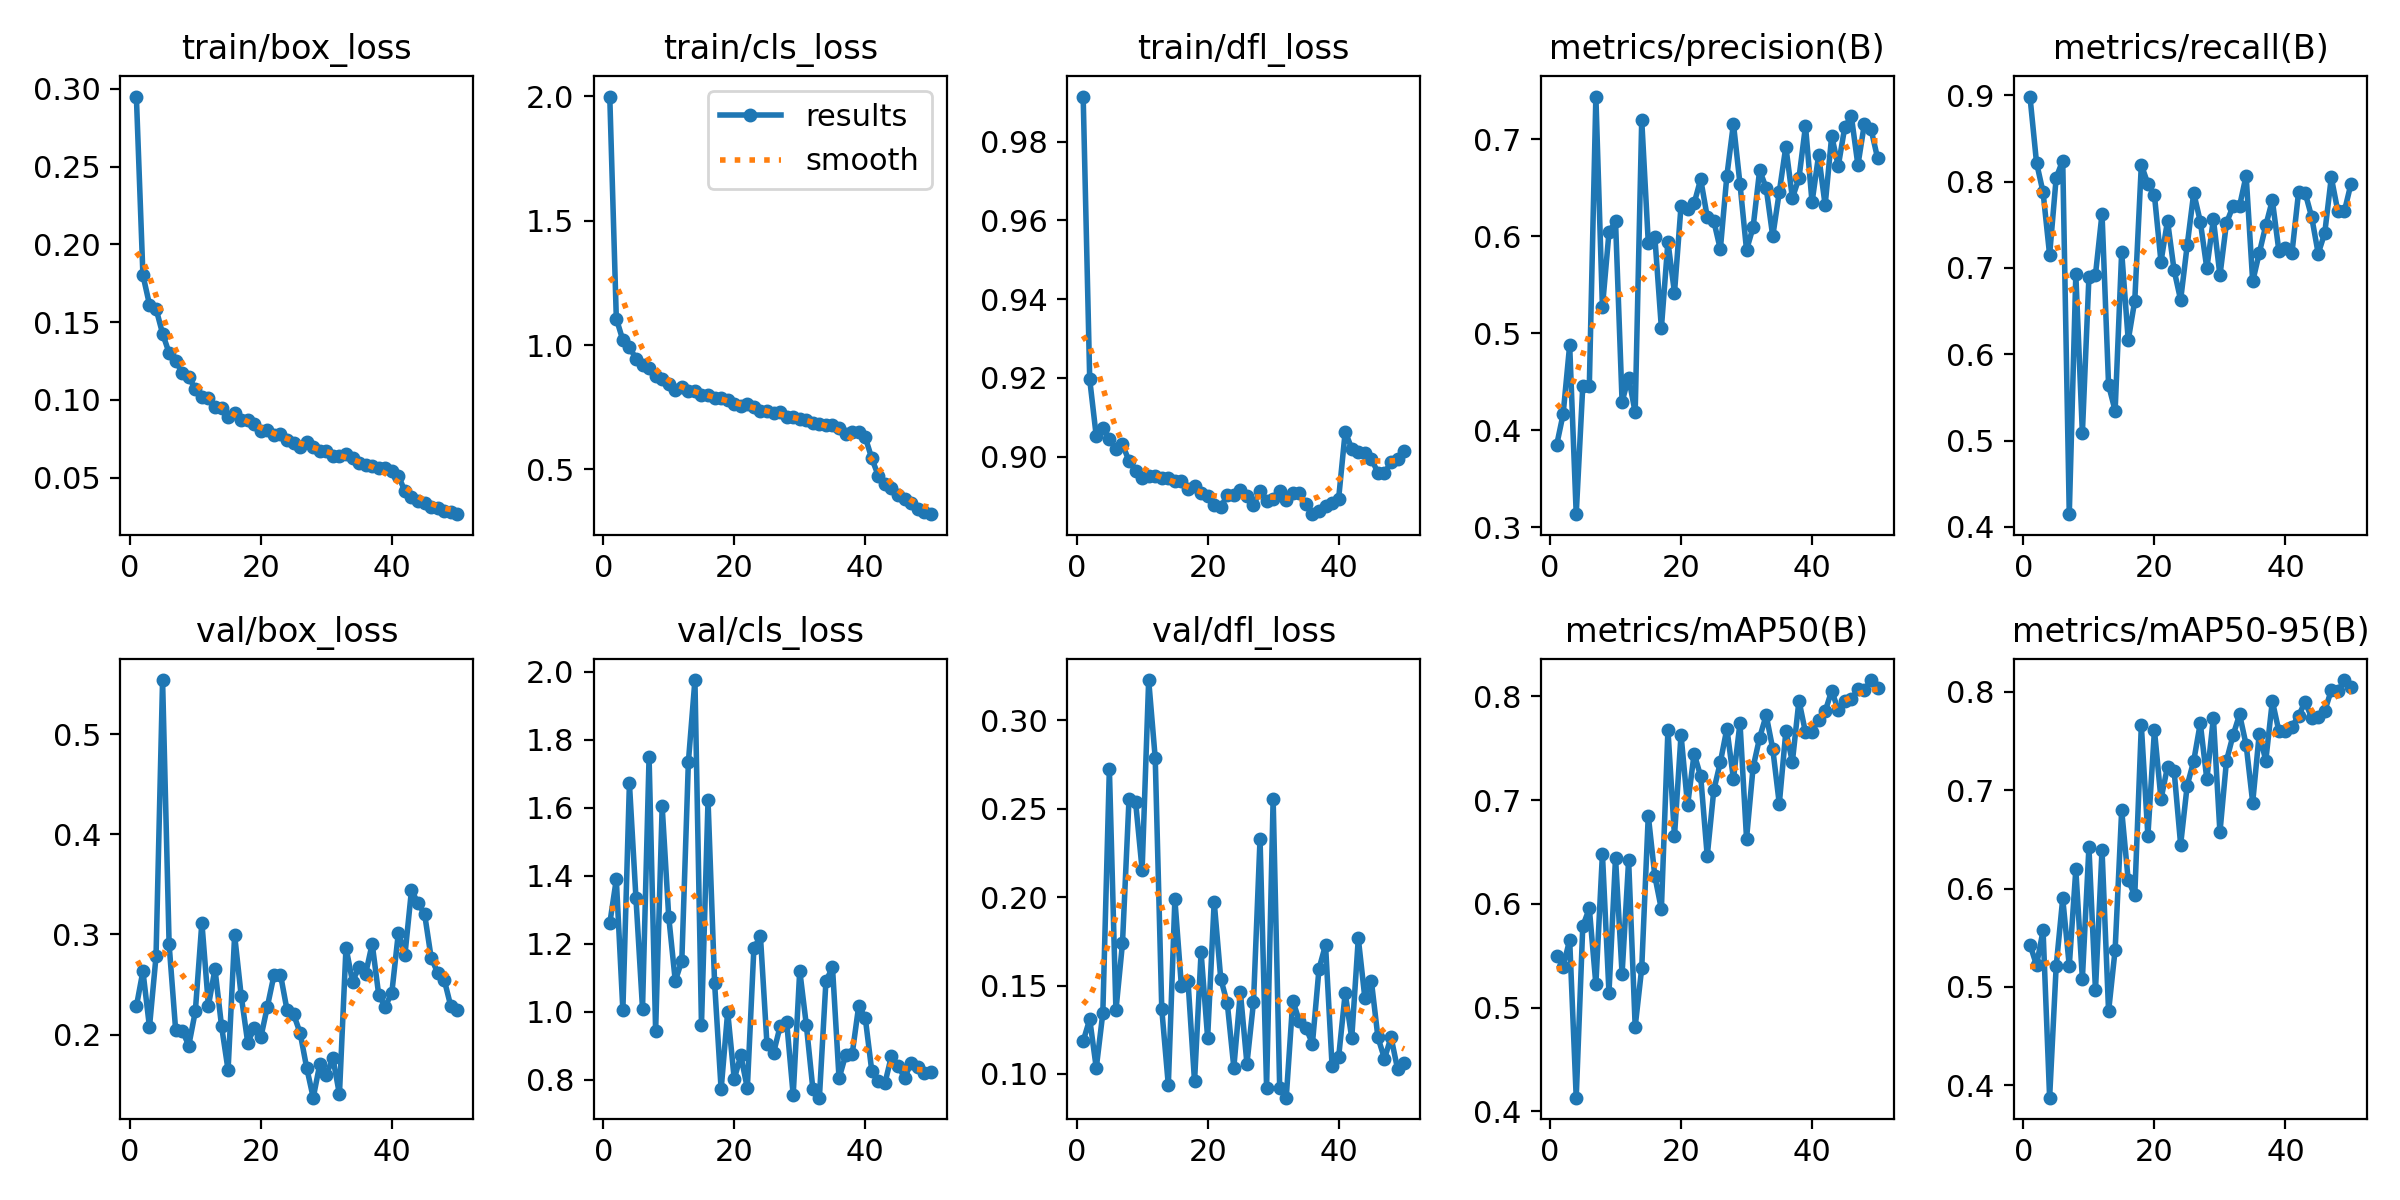 train/box_loss
train/cls_loss
train/dfl_loss
metrics/precision(B)
metrics/recall(B)
0.30
0.25
0.20
0.15
0.10
0.05
0 20 40
2.0
1.5
1.0
0.5
0 20 40
results
smooth
0.98
0.96
0.94
0.92
0.90
0 20 40
0.7
0.6
0.5
0.4
0.3
0 20 40
0.9
0.8
0.7
0.6
0.5
0.4
0 20 40
val/box_loss
val/cls_loss
val/dfl_loss
metrics/mAP50(B)
metrics/mAP50-95(B)
0.5
0.4
0.3
0.2
0 20 40
2.0
1.8
1.6
1.4
1.2
1.0
0.8
0 20 40
0.30
0.25
0.20
0.15
0.10
0 20 40
0.8
0.7
0.6
0.5
0.4
0 20 40
0.8
0.7
0.6
0.5
0.4
0 20 40